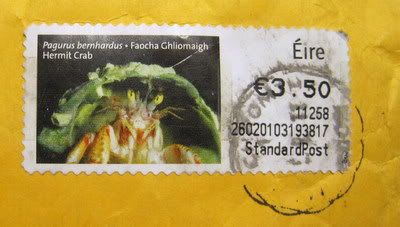 Pagurus bernhardus • Faocha Ghliomaigh
Hermit Crab
Éire
€3.50
11258
26020103193817
StandardPost